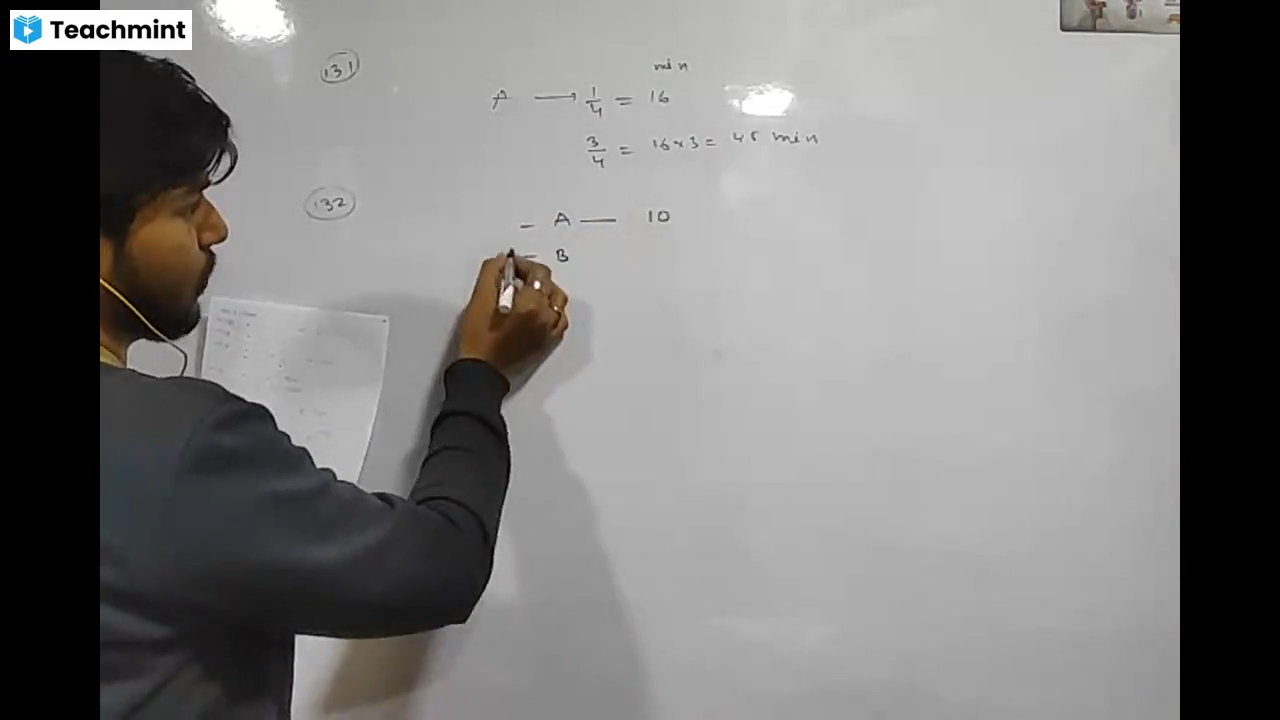 Teachmint
131
min
A → 1/4 = 16
3/4 = 16 x 3 = 48 min
132
- A — 10
- B